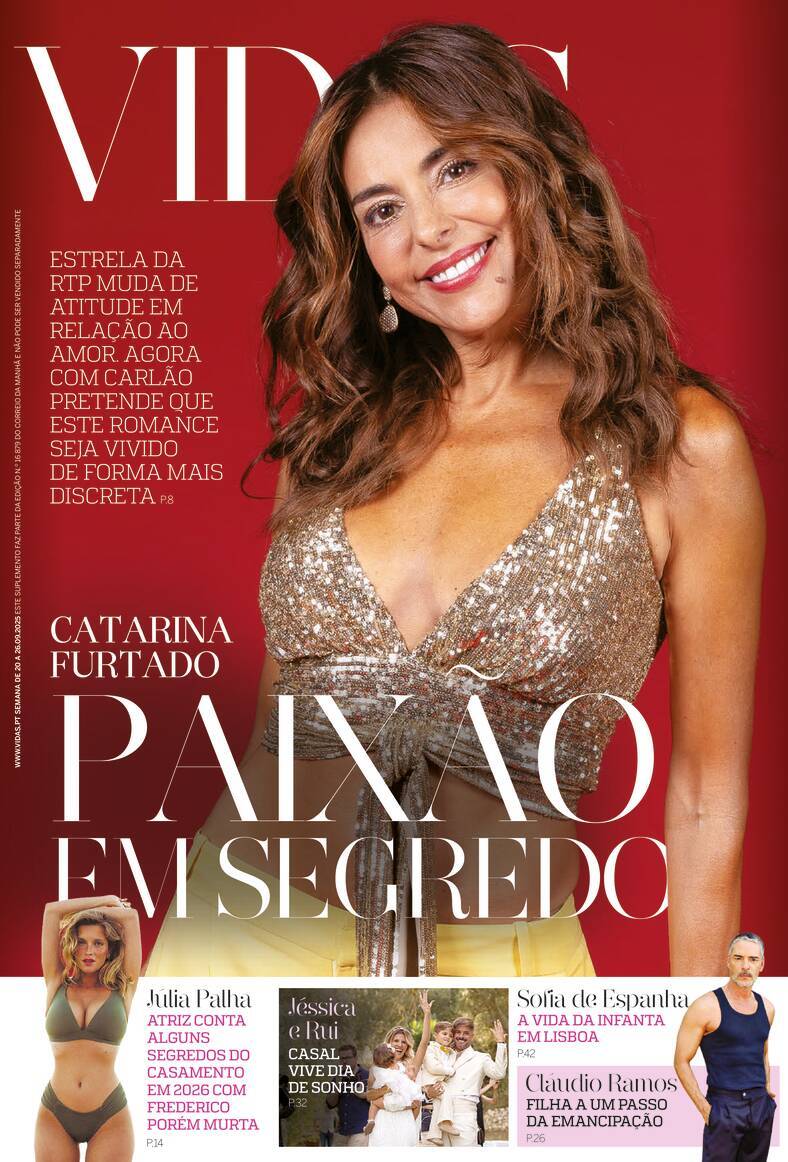 VIDAS
ESTRELA DA
RTP MUDA DE
ATITUDE EM
RELAÇÃO AO
AMOR. AGORA
COM CARLÃO
PRETENDE QUE
ESTE ROMANCE
SEJA VIVIDO
DE FORMA MAIS
DISCRETA P.8
WWW.VIDAS.PT SEMANA DE 20 A 26.09.2025 ESTE SUPLEMENTO FAZ PARTE DA EDIÇÃO N.º 16 879 DO CORREIO DA MANHÃ E NÃO PODE SER VENDIDO SEPARADAMENTE
CATARINA
FURTADO
PAIXÃO
EM SEGREDO
Júlia Palha
ATRIZ CONTA
ALGUNS
SEGREDOS DO
CASAMENTO
EM 2026 COM
FREDERICO
PORÉM MURTA
P.14
Jéssica
e Rui
CASAL
VIVE DIA
DE SONHO
P.32
Sofia de Espanha
A VIDA DA INFANTA
EM LISBOA
P.42
Cláudio Ramos
FILHA A UM PASSO
DA EMANCIPAÇÃO
P.26